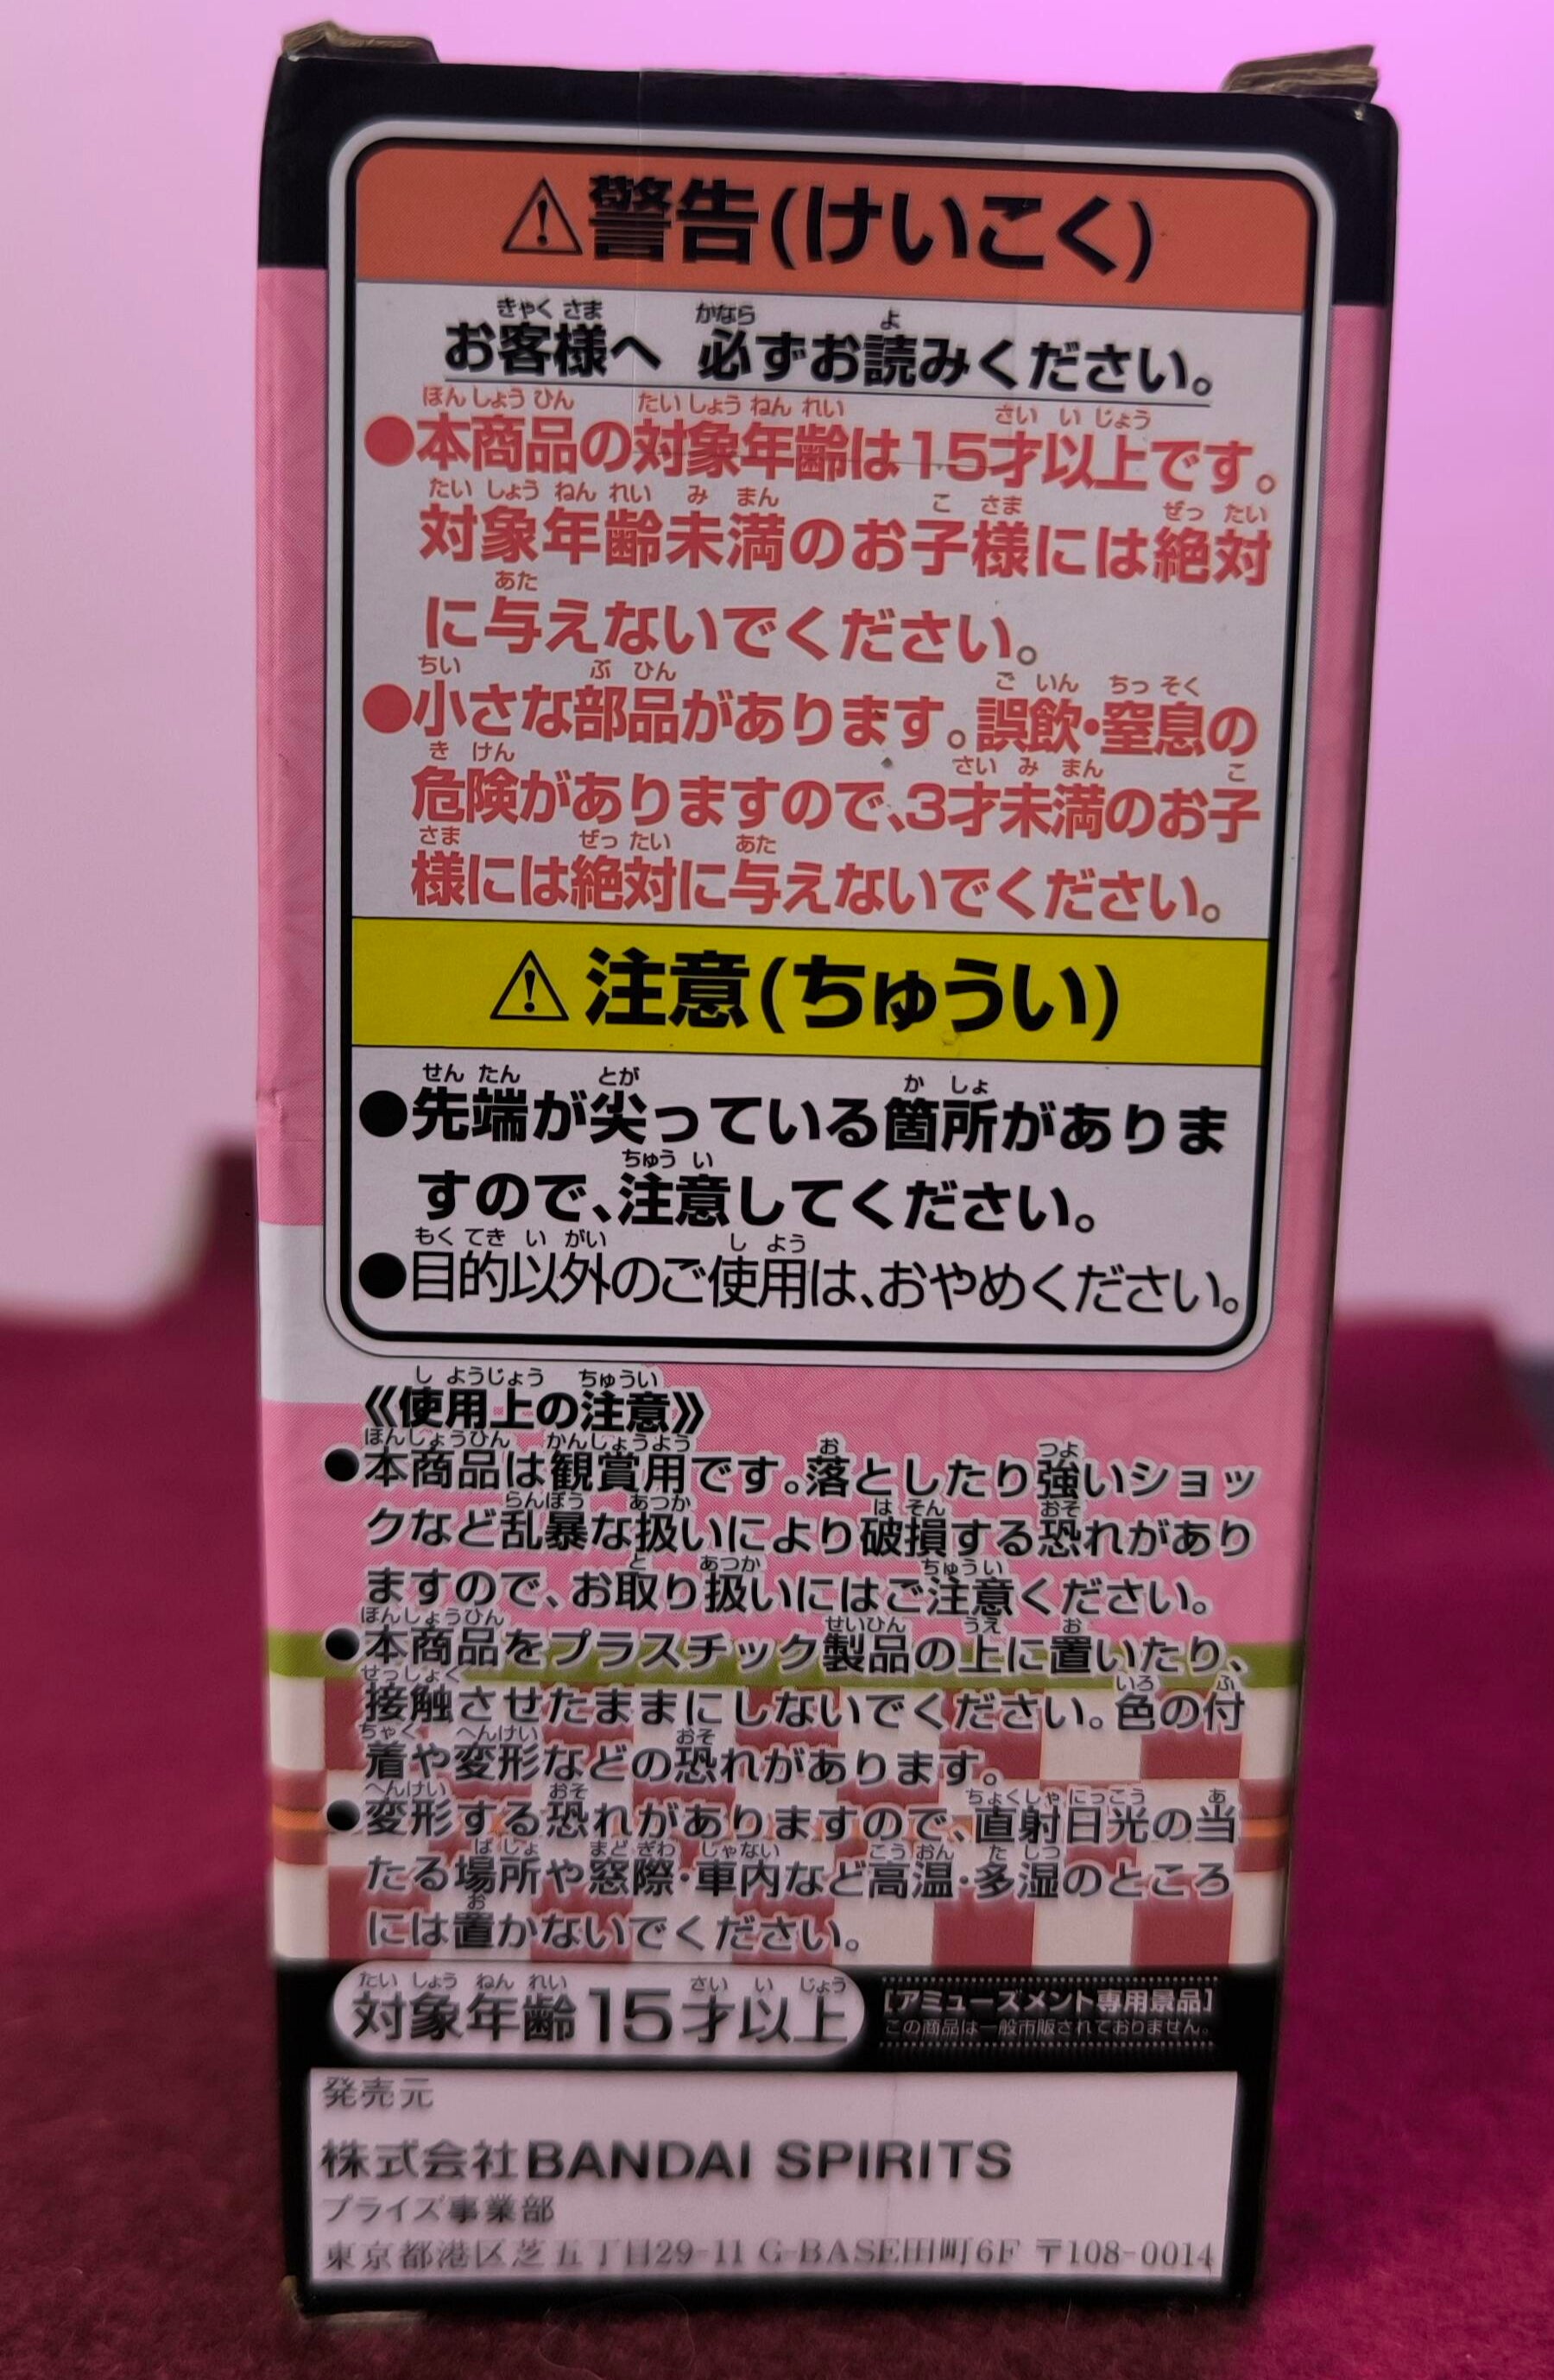 ⚠警告(けいこく)
お客様へ 必ずお読みください。
●本商品の対象年齢は15才以上です。
対象年齢未満のお子様には絶対
に与えないでください。
●小さな部品があります。誤飲・窒息の
危険がありますので、3才未満のお子
様には絶対に与えないでください。
⚠注意(ちゅうい)
●先端が尖っている箇所がありま
すので、注意してください。
●目的以外のご使用は、おやめください。
《使用上の注意》
●本商品は観賞用です。落としたり強いショッ
クなど乱暴な扱いにより破損する恐れがあり
ますので、お取り扱いにはご注意ください。
●本商品をプラスチック製品の上に置いたり、
接触させたままにしないでください。色の付
着や変形などの恐れがあります。
●変形する恐れがありますので、直射日光の当
たる場所や窓際・車内など高温・多湿のところ
には置かないでください。
対象年齢15才以上
[アミューズメント専用景品]
この商品は一般市販されておりません。
発売元
株式会社BANDAI SPIRITS
プライズ事業部
東京都港区芝五丁目29-11 G-BASE田町6F 〒108-0014